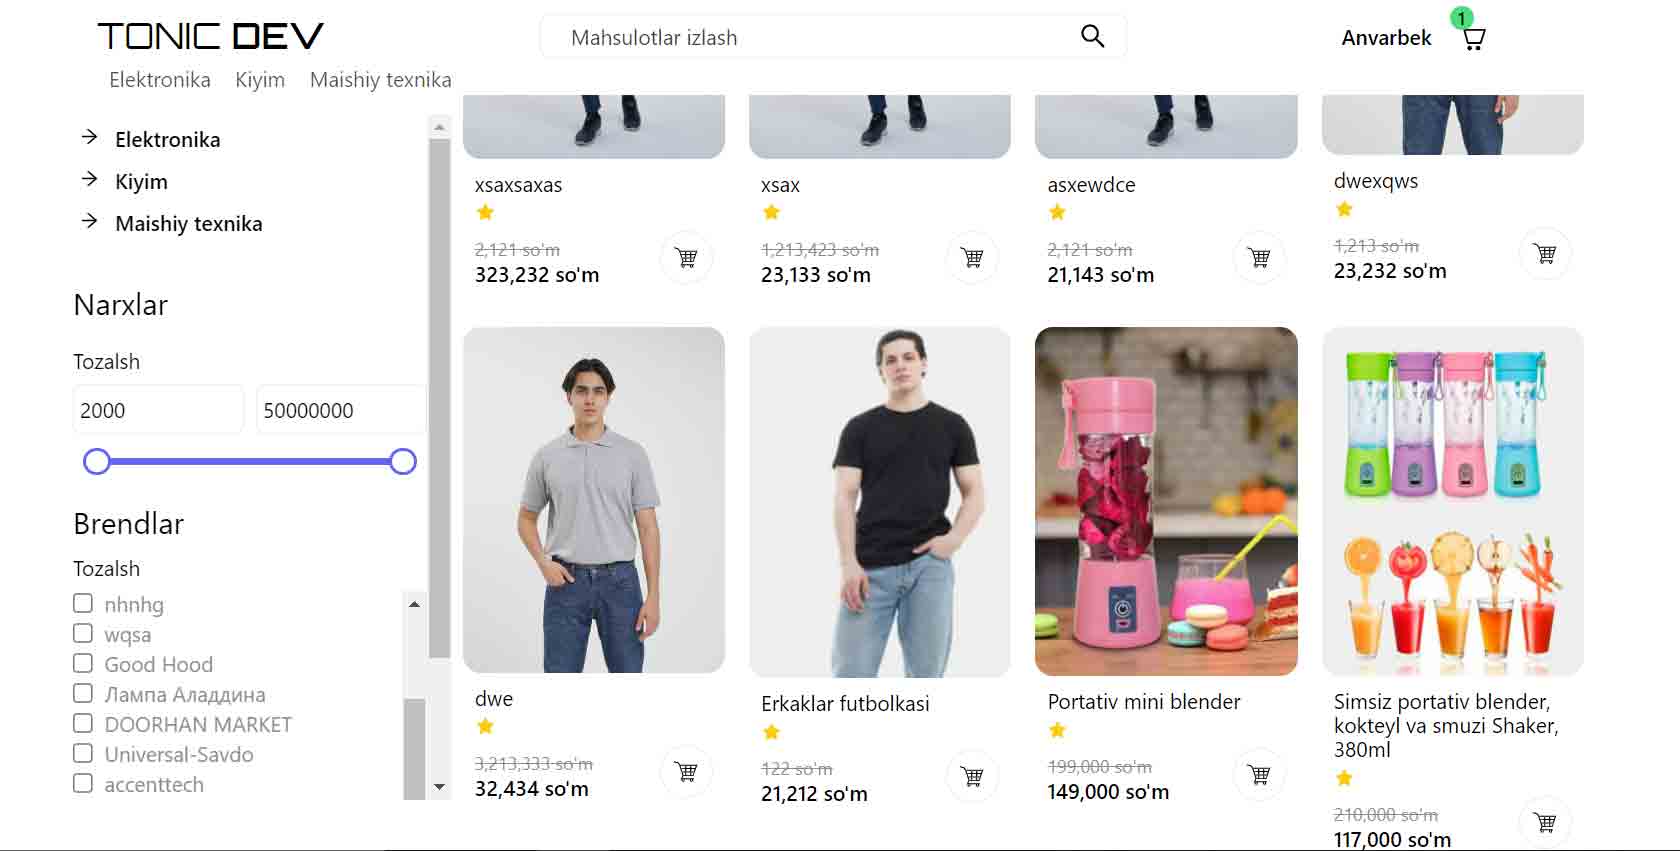 TONIC DEV
Mahsulotlar izlash
Anvarbek
1
Elektronika Kiyim Maishiy texnika
Elektronika
Kiyim
Maishiy texnika
Narxlar
Tozalsh
2000 50000000
Brendlar
Tozalsh
nhnhg
wqsa
Good Hood
Лампа Аладдина
DOORHAN MARKET
Universal-Savdo
accenttech
xsaxsaxas
2,121 so'm
323,232 so'm
xsax
1,213,423 so'm
23,133 so'm
asxewdce
2,121 so'm
21,143 so'm
dwexqws
1,213 so'm
23,232 so'm
dwe
3,213,333 so'm
32,434 so'm
Erkaklar futbolkasi
122 so'm
21,212 so'm
Portativ mini blender
199,000 so'm
149,000 so'm
Simsiz portativ blender,
kokteyl va smuzi Shaker,
380ml
210,000 so'm
117,000 so'm